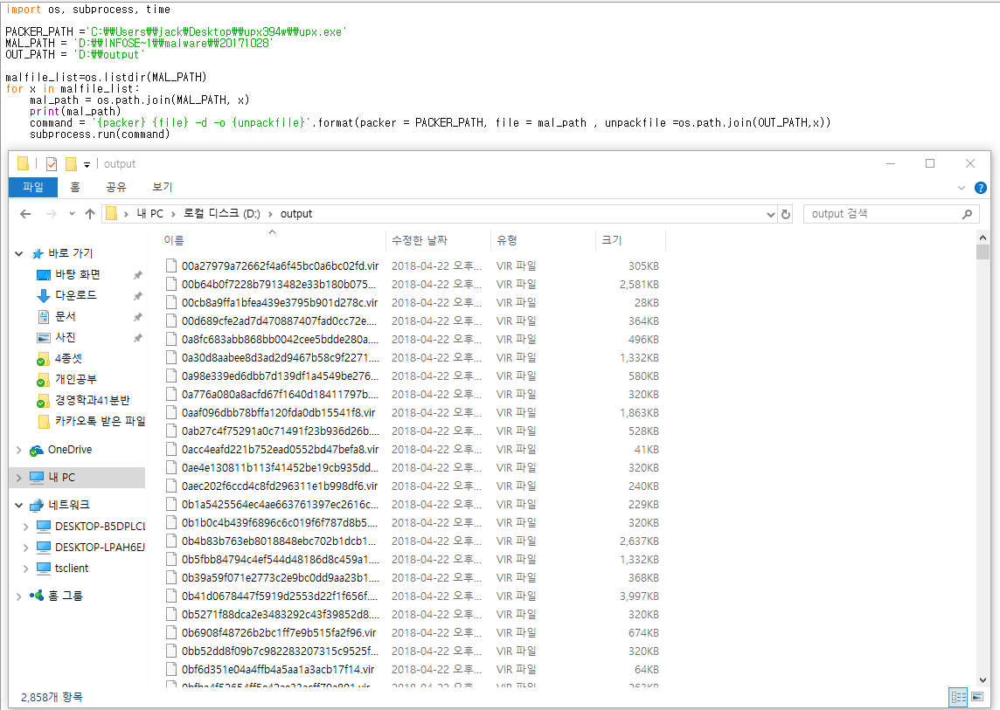 import os, subprocess, time
PACKER_PATH ='C:₩₩Users₩₩jack₩Desktop₩₩upx394w₩₩upx.exe'
MAL_PATH = 'D:₩₩INFOSE~1₩₩malware₩₩20171028'
OUT_PATH = 'D:₩₩output'
malfile_list=os.listdir(MAL_PATH)
for x in malfile_list:
mal_path = os.path.join(MAL_PATH, x)
print(mal_path)
command = '{packer} {file} -d -o {unpackfile}'.format(packer = PACKER_PATH, file = mal_path , unpackfile =os.path.join(OUT_PATH,x))
subprocess.run(command)
output
파일 홈 공유 보기
내 PC › 로컬 디스크 (D:) › output
output 검색
이름 수정한 날짜 유형 크기
바로 가기
바탕 화면
다운로드
문서
사진
4종셋
개인공부
경영학과41분반
카카오톡 받은 파일
OneDrive
내 PC
네트워크
DESKTOP-B5DPLCL
DESKTOP-LPAH6EJ
tsclient
홈 그룹
00a27979a72662f4a6f45bc0a6bc02fd.vir 2018-04-22 오후... VIR 파일 305KB
00b64b0f7228b7913482e33b180b075... 2018-04-22 오후... VIR 파일 2,581KB
00cb8a9ffa1bfea439e3795b901d278c.vir 2018-04-22 오후... VIR 파일 28KB
00d689cfe2ad7d470887407fad0cc72e.... 2018-04-22 오후... VIR 파일 364KB
0a8fc683abb868bb0042cee5bdde280a.... 2018-04-22 오후... VIR 파일 496KB
0a30d8aabee8d3ad2d9467b58c9f2271.... 2018-04-22 오후... VIR 파일 1,332KB
0a98e339ed6dbb7d139df1a4549be276... 2018-04-22 오후... VIR 파일 580KB
0a776a080a8acfd67f1640d18411797b.... 2018-04-22 오후... VIR 파일 320KB
0aaf096dbb78bffa120fda0db15541f8.vir 2018-04-22 오후... VIR 파일 1,863KB
0ab27c4f75291a0c71491f23b936d26b.... 2018-04-22 오후... VIR 파일 528KB
0acc4eafd221b752ead0552bd47befa8.vir 2018-04-22 오후... VIR 파일 41KB
0ae4e130811b113f41452be19cb935dd... 2018-04-22 오후... VIR 파일 320KB
0aec202f6ccd4c8fd296311e1b998df6.vir 2018-04-22 오후... VIR 파일 240KB
0b1a5425564ec4ae663761397ec2616c... 2018-04-22 오후... VIR 파일 229KB
0b1b0c4b439f6896c6c019f6f787d8b5.... 2018-04-22 오후... VIR 파일 320KB
0b4b83b763eb8018848ebc702b1dcb1... 2018-04-22 오후... VIR 파일 2,637KB
0b5fbb84794c4ef544d48186d8c459a1.... 2018-04-22 오후... VIR 파일 1,332KB
0b39a59f071e2773c2e9bc0dd9aa23b1.... 2018-04-22 오후... VIR 파일 368KB
0b41d0678447f5919d2553d22f1f656f.... 2018-04-22 오후... VIR 파일 3,997KB
0b5271f88dca2e3483292c43f39852d8.... 2018-04-22 오후... VIR 파일 320KB
0b6908f48726b2bc1ff7e9b515fa2f96.vir 2018-04-22 오후... VIR 파일 674KB
0bb52dd8f09b7c982283207315c9525f... 2018-04-22 오후... VIR 파일 320KB
0bf6d351e04a4ffb4a5aa1a3acb17f14.vir 2018-04-22 오후... VIR 파일 64KB
2,858개 항목